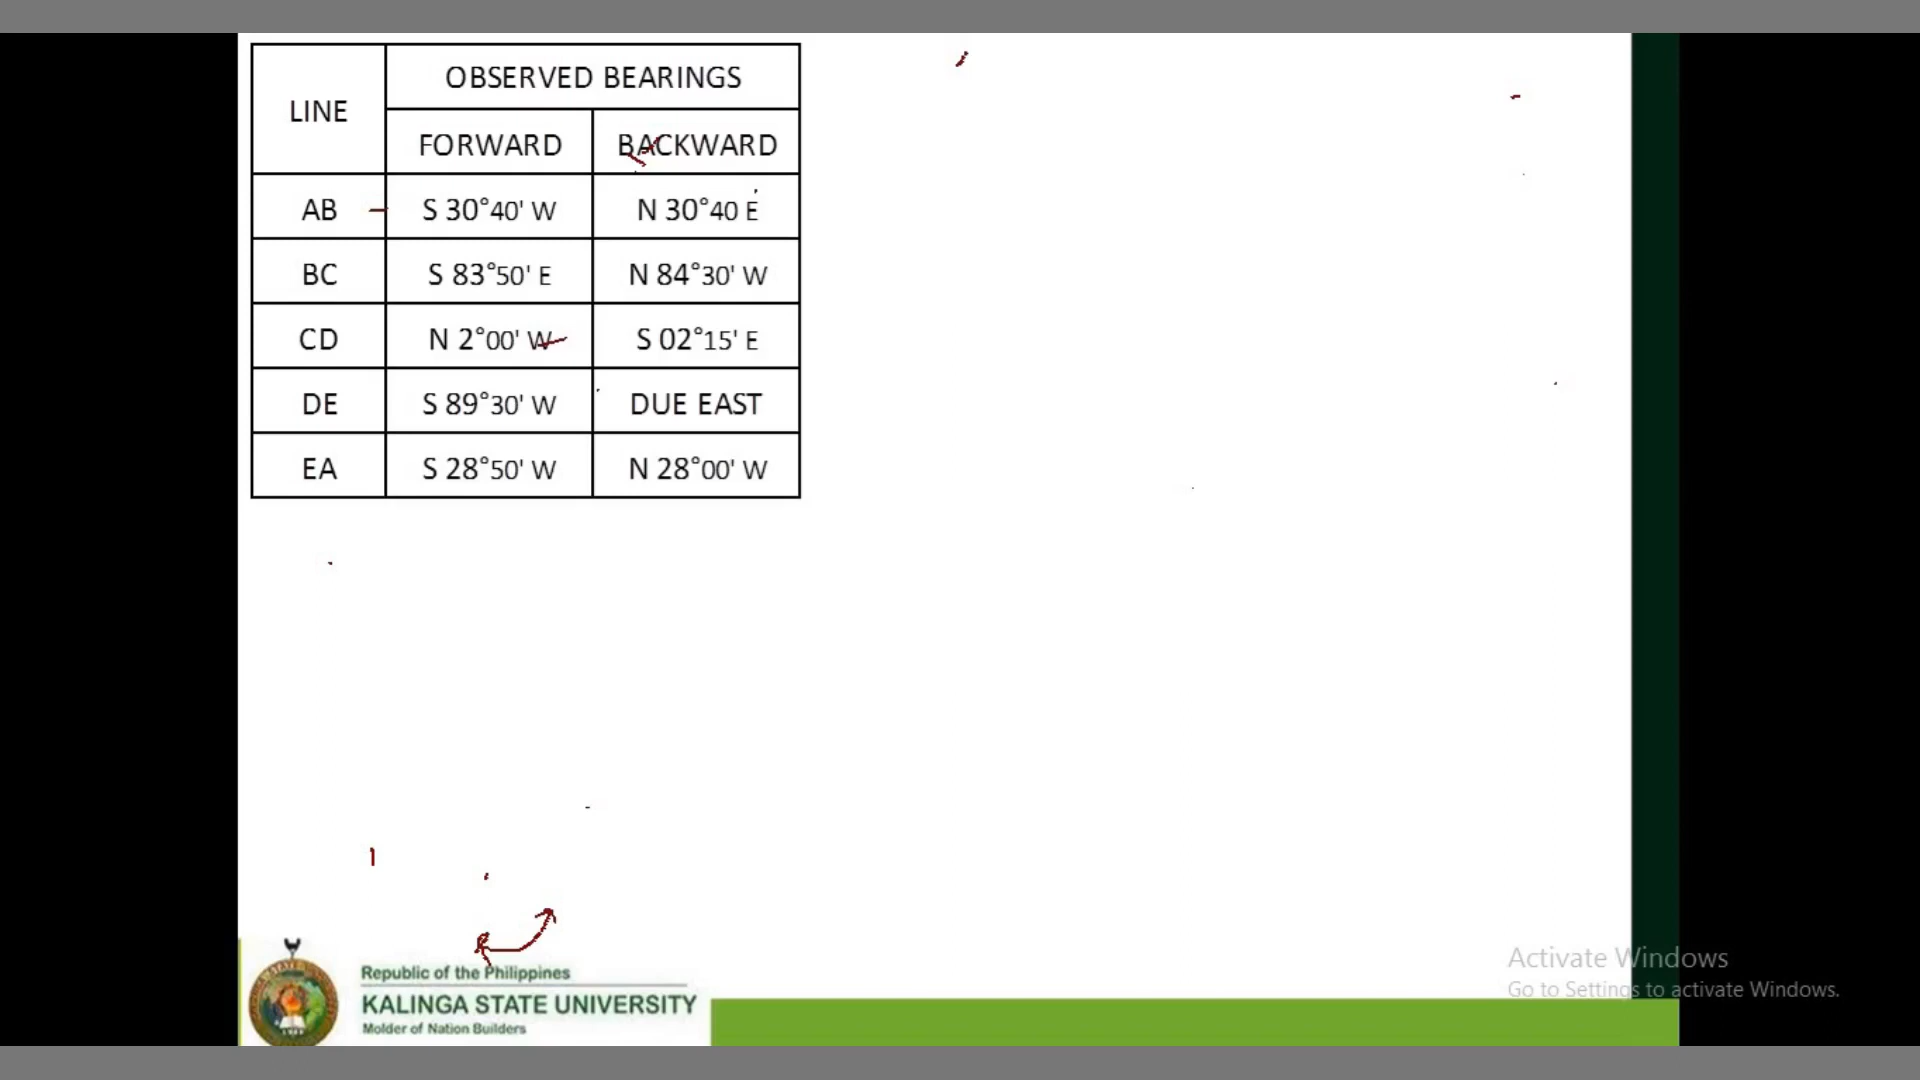 LINE OBSERVED BEARINGS
FORWARD BACKWARD
AB S 30°40' W N 30°40 E
BC S 83°50' E N 84°30' W
CD N 2°00' W S 02°15' E
DE S 89°30' W DUE EAST
EA S 28°50' W N 28°00' W
Republic of the Philippines
KALINGA STATE UNIVERSITY
Molder of Nation Builders
Activate Windows
Go to Settings to activate Windows.